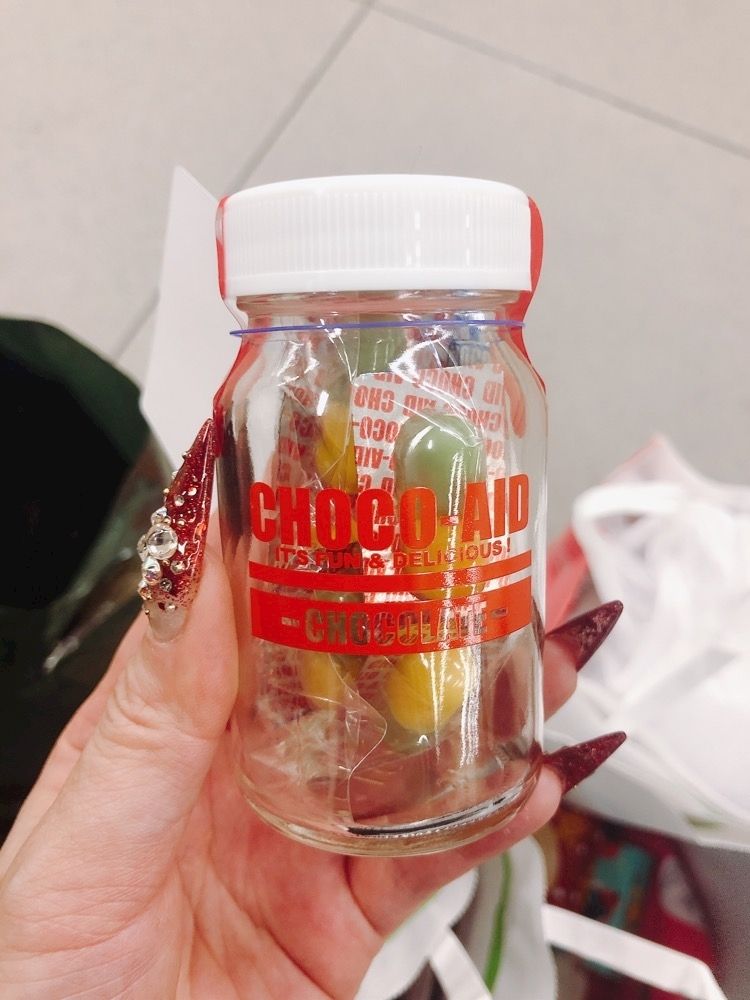 CHOCO-AID
IT'S FUN & DELICIOUS!
-CHOCOLATE-